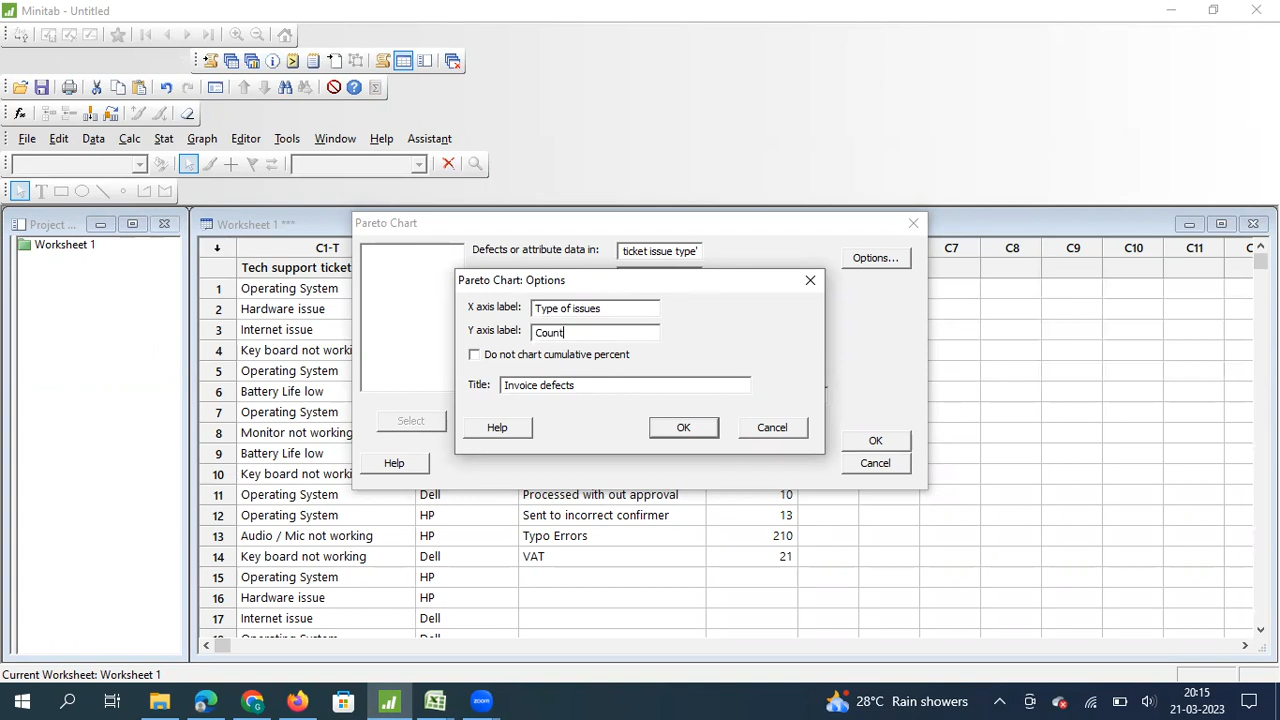 Minitab - Untitled
File Edit Data Calc Stat Graph Editor Tools Window Help Assistant
Project ...
Worksheet 1
Worksheet 1 ***
C1-T C7 C8 C9 C10 C11
Tech support ticket
1 Operating System
2 Hardware issue
3 Internet issue
4 Key board not worki
5 Operating System
6 Battery Life low
7 Operating System
8 Monitor not working
9 Battery Life low
10 Key board not worki
11 Operating System Dell Processed with out approval 10
12 Operating System HP Sent to incorrect confirmer 13
13 Audio / Mic not working HP Typo Errors 210
14 Key board not working Dell VAT 21
15 Operating System HP
16 Hardware issue HP
17 Internet issue Dell
Pareto Chart
Defects or attribute data in: ticket issue type'
Options...
Select
Help
OK
Cancel
Pareto Chart: Options
X axis label: Type of issues
Y axis label: Count
Do not chart cumulative percent
Title: Invoice defects
Help OK Cancel
Current Worksheet: Worksheet 1
28°C Rain showers
20:15
21-03-2023